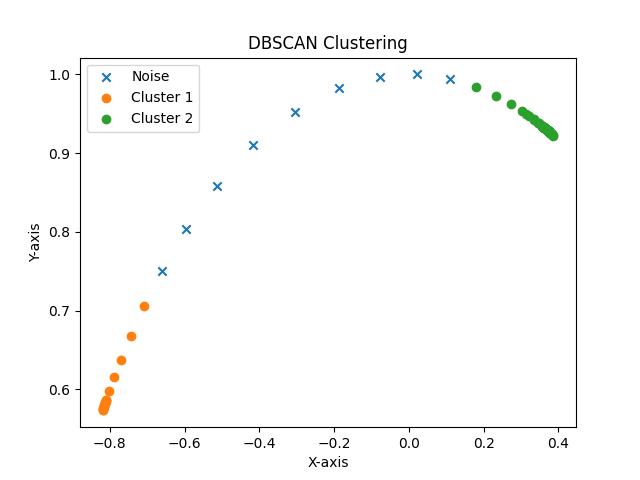 DBSCAN Clustering
Noise
Cluster 1
Cluster 2
1.0
0.9
0.8
0.7
0.6
Y-axis
−0.8 −0.6 −0.4 −0.2 0.0 0.2 0.4
X-axis